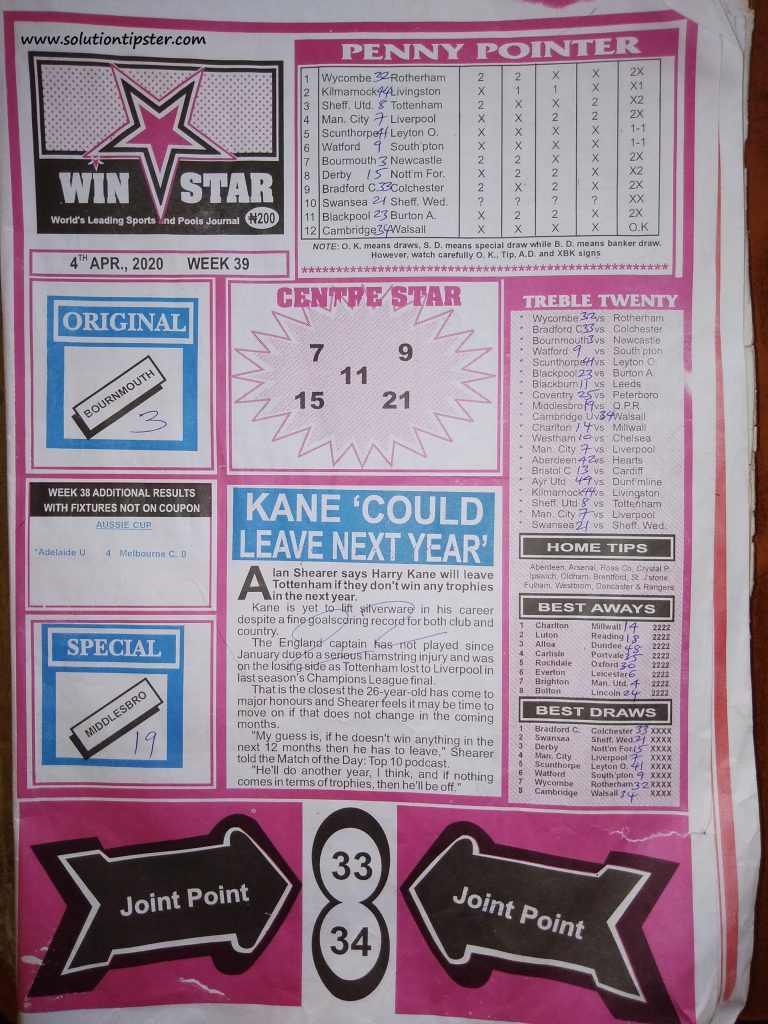 www.solutiontipster.com
WIN STAR
World's Leading Sports and Pools Journal ₦200
4TH APR., 2020 WEEK 39
PENNY POINTER
1 Wycombe 32 Rotherham 2 2 X X 2X
2 Kilmarnock 44 Livingston X 1 1 X X1
3 Sheff. Utd. 8 Tottenham 2 X X 2 X2
4 Man. City 7 Liverpool X X 2 2 2X
5 Scunthorpe 41 Leyton O. X X X X 1-1
6 Watford 9 South'pton X X X X 1-1
7 Bournmouth 3 Newcastle 2 2 X X 2X
8 Derby 15 Nott'm For. X X 2 2 X2
9 Bradford C. 33 Colchester 2 X 2 X 2X
10 Swansea 21 Sheff. Wed. ? ? ? ? XX
11 Blackpool 23 Burton A. X 2 2 X 2X
12 Cambridge 34 Walsall X X X X O.K
NOTE: O. K. means draws, S. D. means special draw while B. D. means banker draw.
However, watch carefully O. K., Tip, A.D. and XBK signs
******************************************************
ORIGINAL
BOURNMOUTH
3
CENTRE STAR
7 9
11
15 21
TREBLE TWENTY
* Wycombe 32 vs Rotherham
* Bradford C 33 vs Colchester
* Bournmouth 3 vs Newcastle
* Watford 9 vs South'pton
* Scunthorpe 41 vs Leyton O.
* Blackpool 23 vs Burton A.
* Blackburn 11 vs Leeds
* Coventry 25 vs Peterboro
* Middlesbro 19 vs Q.P.R.
* Cambridge U 34 vs Walsall
* Charlton 14 vs Millwall
* Westham 10 vs Chelsea
* Man. City 7 vs Liverpool
* Aberdeen 42 vs Hearts
* Bristol C 13 vs Cardiff
* Ayr Utd 49 vs Dunf'mline
* Kilmarnock 44 vs Livingston
* Sheff. Utd 8 vs Tottenham
* Man. City 7 vs Liverpool
* Swansea 21 vs Sheff. Wed.
WEEK 38 ADDITIONAL RESULTS
WITH FIXTURES NOT ON COUPON
AUSSIE CUP
*Adelaide U 4 Melbourne C. 0
SPECIAL
MIDDLESBRO
19
KANE 'COULD
LEAVE NEXT YEAR'
Alan Shearer says Harry Kane will leave
Tottenham if they don't win any trophies
in the next year.
Kane is yet to lift silverware in his career
despite a fine goalscoring record for both club and
country.
The England captain has not played since
January due to a serious hamstring injury and was
on the losing side as Tottenham lost to Liverpool in
last season's Champions League final.
That is the closest the 26-year-old has come to
major honours and Shearer feels it may be time to
move on if that does not change in the coming
months.
"My guess is, if he doesn't win anything in the
next 12 months then he has to leave," Shearer
told the Match of the Day: Top 10 podcast.
"He'll do another year, I think, and if nothing
comes in terms of trophies, then he'll be off."
HOME TIPS
Aberdeen, Arsenal, Ross Co, Crystal P,
Ipswich, Oldham, Brentford, St. J'stone,
Fulham, Westbrom, Doncaster & Rangers
BEST AWAYS
1 Charlton Millwall 14 2222
2 Luton Reading 18 2222
3 Alloa Dundee 48 2222
4 Carlisle Portvale 35 2222
5 Rochdale Oxford 30 2222
6 Everton Leicester 6 2222
7 Brighton Man. Utd. 4 2222
8 Bolton Lincoln 24 2222
BEST DRAWS
1 Bradford C. Colchester 33 XXXX
2 Swansea Sheff. Wed. 21 XXXX
3 Derby Nott'm For. 15 XXXX
4 Man. City Liverpool 7 XXXX
5 Scunthorpe Leyton O. 41 XXXX
6 Watford South'pton 9 XXXX
7 Wycombe Rotherham 32 XXXX
8 Cambridge Walsall 34 XXXX
Joint Point
33
34
Joint Point